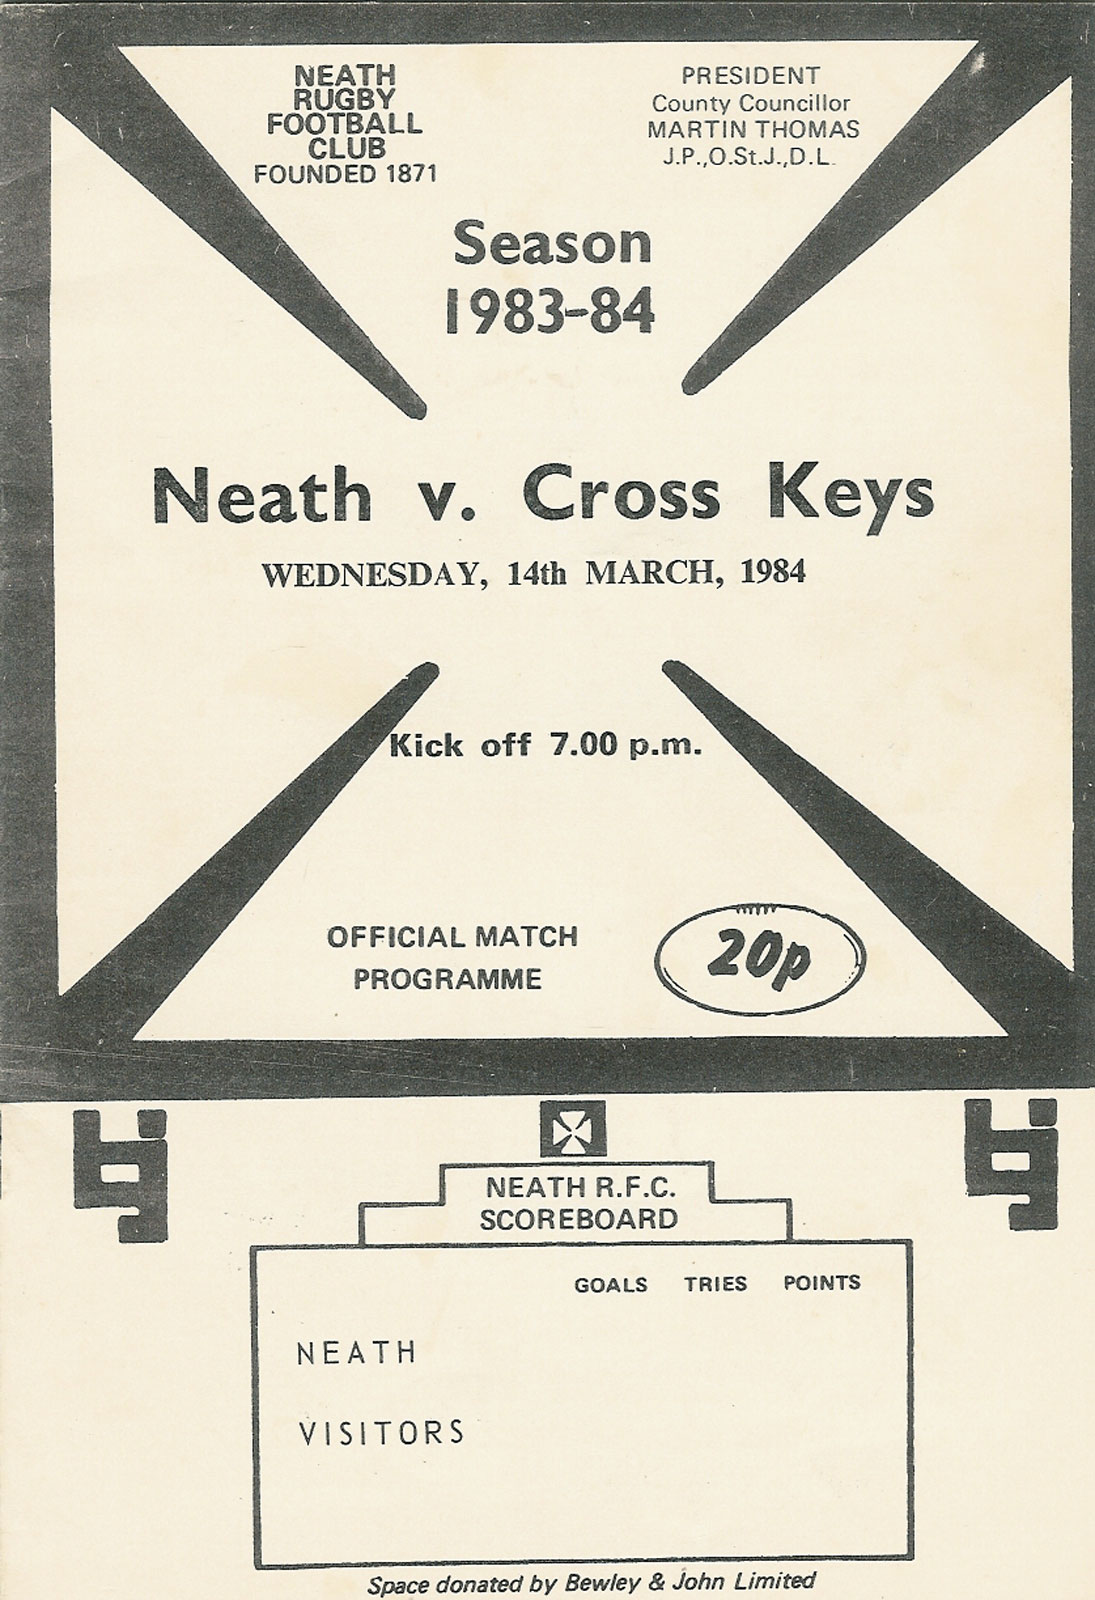 NEATH
RUGBY
FOOTBALL
CLUB
FOUNDED 1871
PRESIDENT
County Councillor
MARTIN THOMAS
J.P.,O.St.J.,D.L.
Season
1983-84
Neath v. Cross Keys
WEDNESDAY, 14th MARCH, 1984
Kick off 7.00 p.m.
OFFICIAL MATCH
PROGRAMME
20p
NEATH R.F.C.
SCOREBOARD
GOALS TRIES POINTS
NEATH
VISITORS
Space donated by Bewley & John Limited